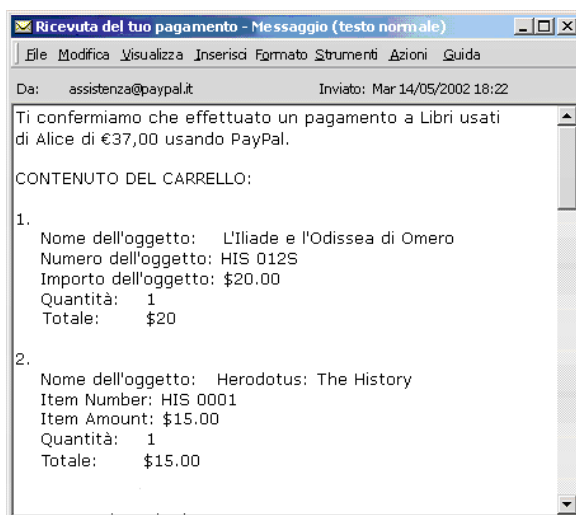 Ricevuta del tuo pagamento - Messaggio (testo normale)
File Modifica Visualizza Inserisci Formato Strumenti Azioni Guida
Da: assistenza@paypal.it Inviato: Mar 14/05/2002 18:22
Ti confermiamo che effettuato un pagamento a Libri usati
di Alice di €37,00 usando PayPal.
CONTENUTO DEL CARRELLO:
1.
Nome dell'oggetto: L'Iliade e l'Odissea di Omero
Numero dell'oggetto: HIS 012S
Importo dell'oggetto: $20.00
Quantità: 1
Totale: $20
2.
Nome dell'oggetto: Herodotus: The History
Item Number: HIS 0001
Item Amount: $15.00
Quantità: 1
Totale: $15.00